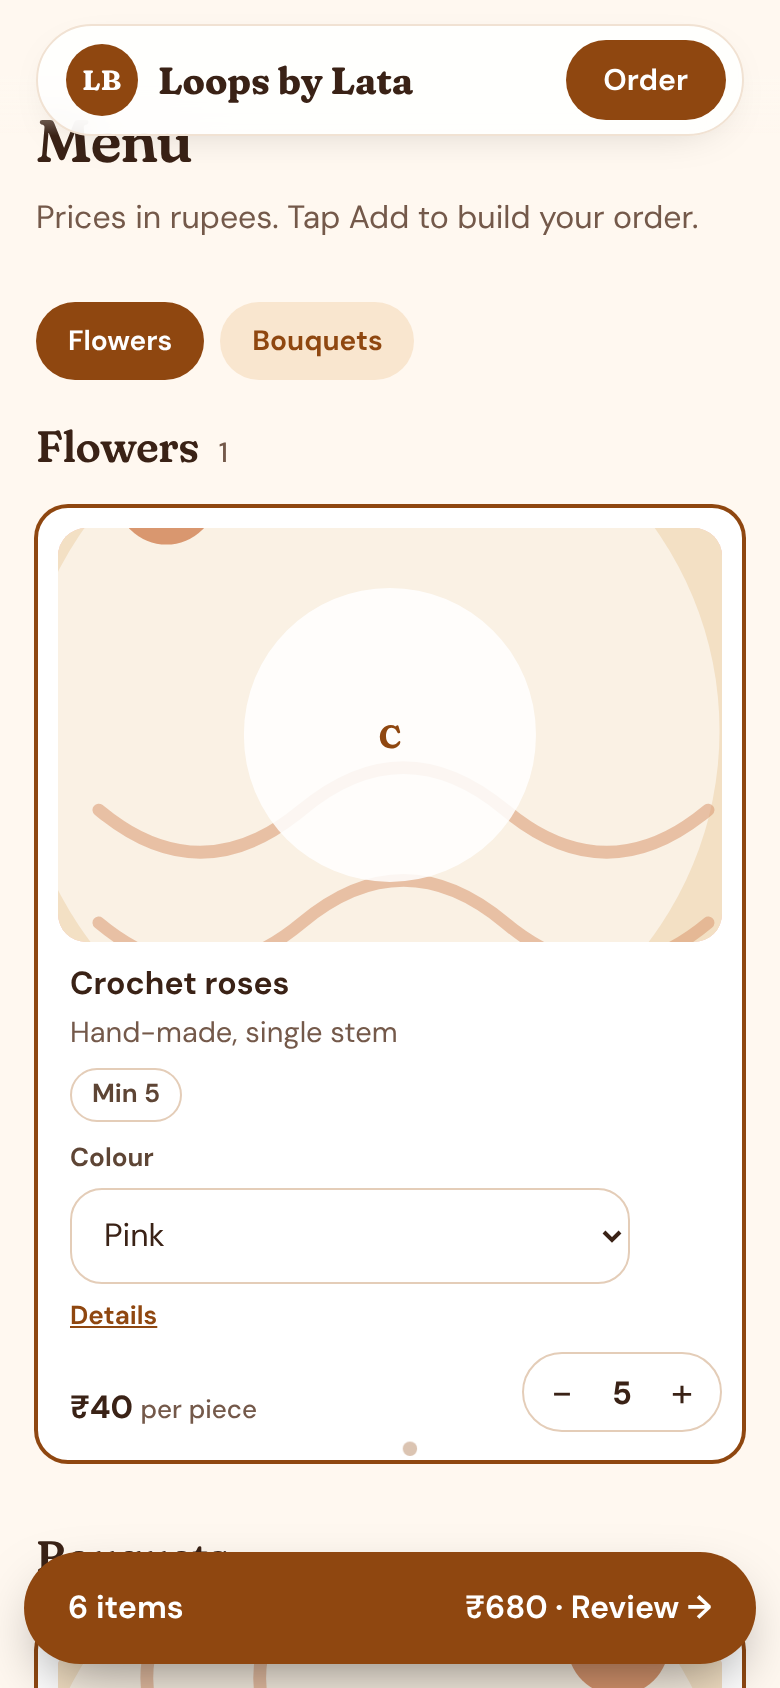 LB
Loops by Lata
Order
Menu
Prices in rupees. Tap Add to build your order.
Flowers
Bouquets
Flowers 1
C
Crochet roses
Hand-made, single stem
Min 5
Colour
Pink
Details
₹40 per piece
− 5 +
Bouquets
6 items
₹680 · Review →